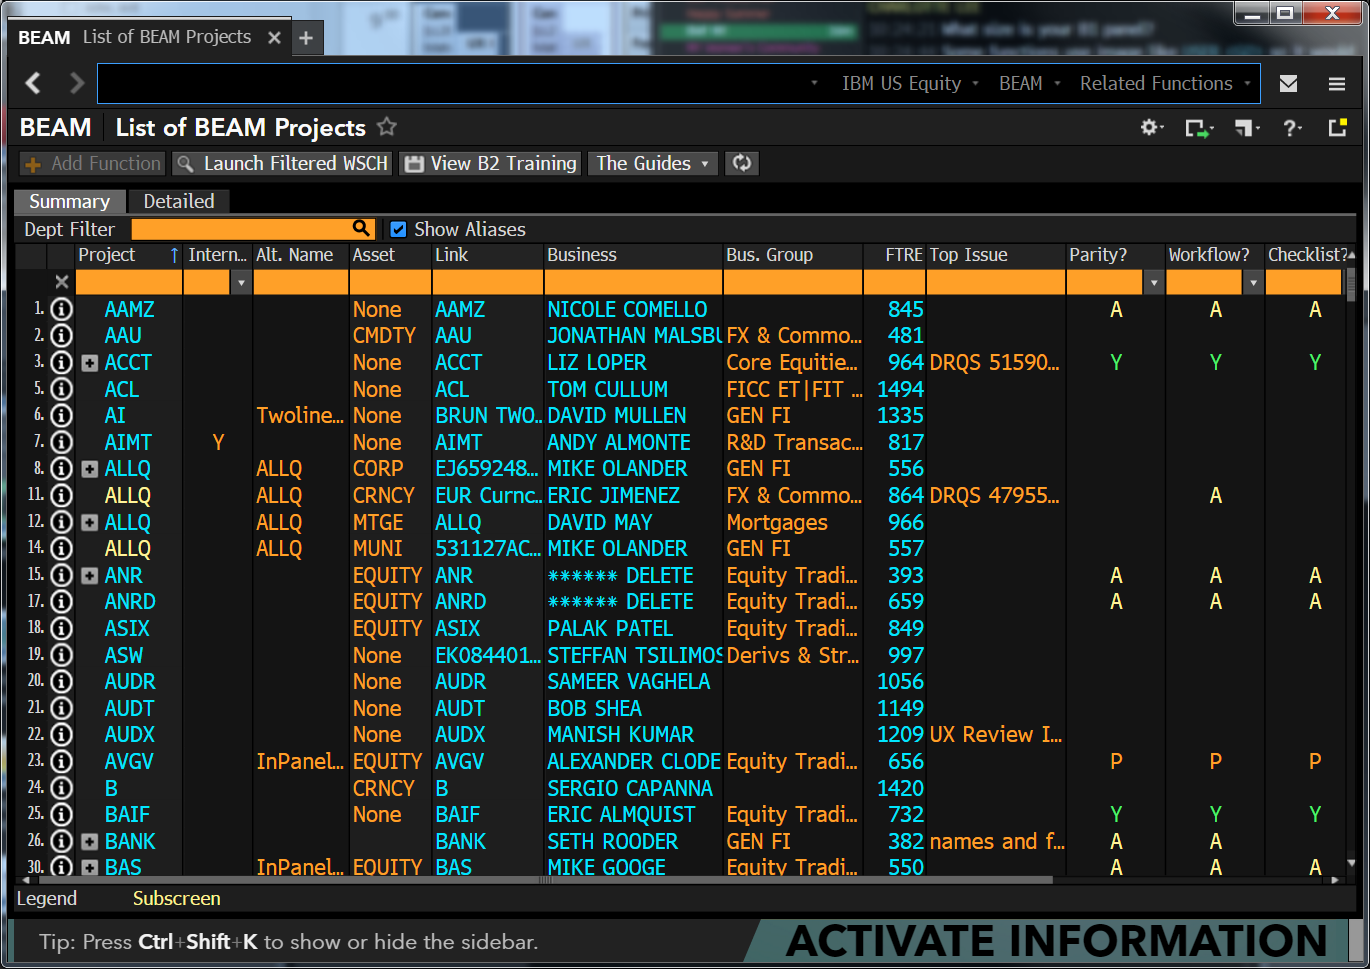 CHARLOTTE LEE
What size is your B1 panel?
BEAM List of BEAM Projects × +
IBM US Equity BEAM Related Functions
BEAM List of BEAM Projects
Add Function Launch Filtered WSCH View B2 Training The Guides
Summary Detailed
Dept Filter Show Aliases
Project ↑ Intern... Alt. Name Asset Link Business Bus. Group FTRE Top Issue Parity? Workflow? Checklist?
1. AAMZ None AAMZ NICOLE COMELLO 845 A A A
2. AAU CMDTY AAU JONATHAN MALSBU FX & Commo... 481
3. ACCT None ACCT LIZ LOPER Core Equitie... 964 DRQS 51590... Y Y Y
5. ACL None ACL TOM CULLUM FICC ET|FIT ... 1494
6. AI Twoline... None BRUN TWO... DAVID MULLEN GEN FI 1335
7. AIMT Y None AIMT ANDY ALMONTE R&D Transac... 817
8. ALLQ ALLQ CORP EJ659248... MIKE OLANDER GEN FI 556
11. ALLQ ALLQ CRNCY EUR Curnc... ERIC JIMENEZ FX & Commo... 864 DRQS 47955... A
12. ALLQ ALLQ MTGE ALLQ DAVID MAY Mortgages 966
14. ALLQ ALLQ MUNI 531127AC... MIKE OLANDER GEN FI 557
15. ANR EQUITY ANR ****** DELETE Equity Tradi... 393 A A A
17. ANRD EQUITY ANRD ****** DELETE Equity Tradi... 659 A A A
18. ASIX EQUITY ASIX PALAK PATEL Equity Tradi... 849
19. ASW None EK084401... STEFFAN TSILIMOS Derivs & Str... 997
20. AUDR None AUDR SAMEER VAGHELA 1056
21. AUDT None AUDT BOB SHEA 1149
22. AUDX None AUDX MANISH KUMAR 1209 UX Review I...
23. AVGV InPanel... EQUITY AVGV ALEXANDER CLODE Equity Tradi... 656 P P P
24. B CRNCY B SERGIO CAPANNA 1420
25. BAIF None BAIF ERIC ALMQUIST Equity Tradi... 732 Y Y Y
26. BANK BANK SETH ROODER GEN FI 382 names and f... A A
30. BAS InPanel... EQUITY BAS MIKE GOOGE Equity Tradi... 550 A A A
Legend Subscreen
Tip: Press Ctrl+Shift+K to show or hide the sidebar.
ACTIVATE INFORMATION